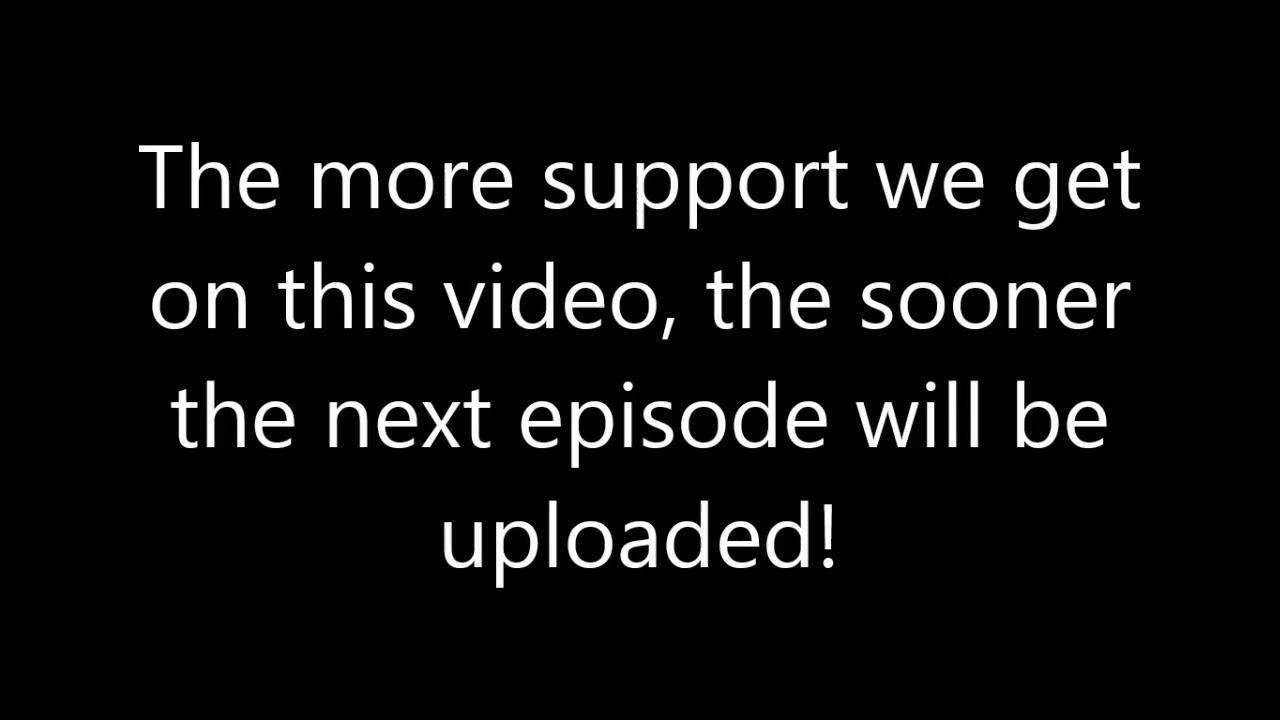 The more support we get
on this video, the sooner
the next episode will be
uploaded!